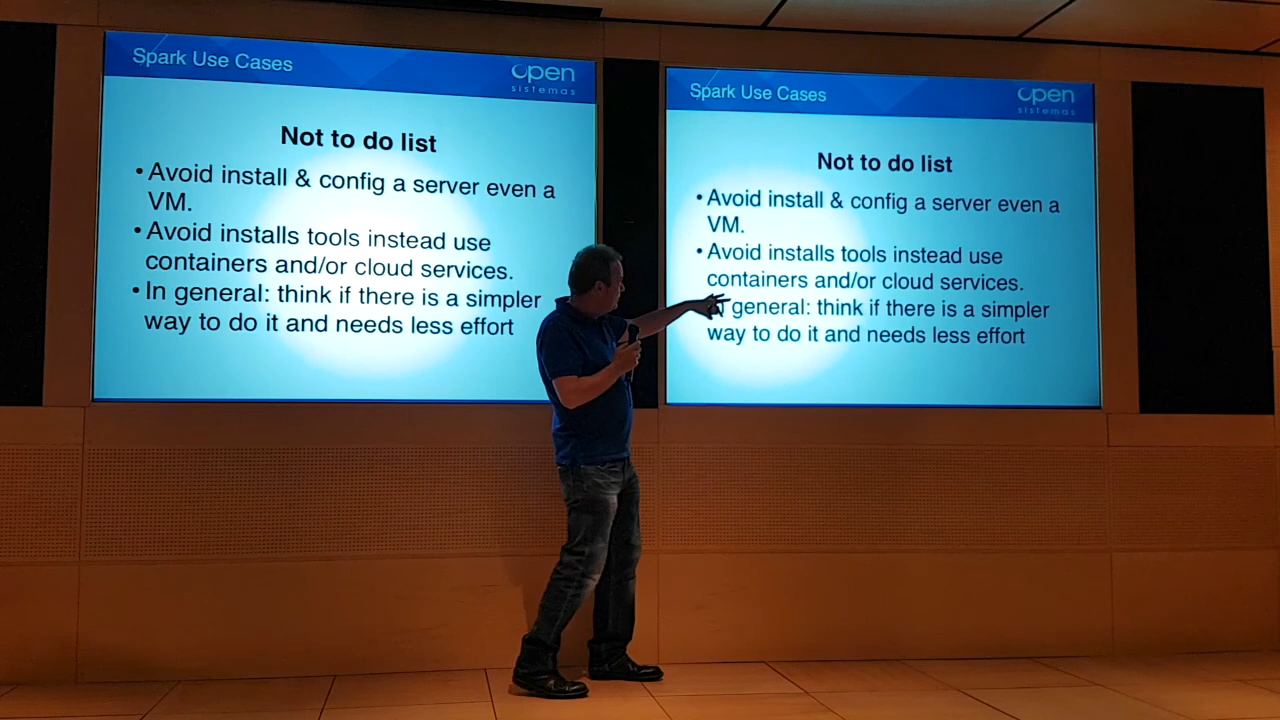 Spark Use Cases
Open
sistemas
Not to do list
• Avoid install & config a server even a
VM.
• Avoid installs tools instead use
containers and/or cloud services.
• In general: think if there is a simpler
way to do it and needs less effort
Spark Use Cases
Open
sistemas
Not to do list
• Avoid install & config a server even a
VM.
• Avoid installs tools instead use
containers and/or cloud services.
In general: think if there is a simpler
way to do it and needs less effort